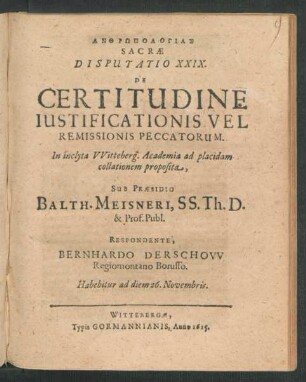 ΑΝΘΡΩΠΟΛΟΓΙΑΣ
SACRÆ
DISPUTATIO XXIX.
DE
CERTITUDINE
IUSTIFICATIONIS VEL
REMISSIONIS PECCATORUM.
In inclyta VVitteberg. Academia ad placidam
collationem proposita,
SUB PRÆSIDIO
BALTH. MEISNERI, SS. Th. D.
& Prof. Publ.
RESPONDENTE,
BERNHARDO DERSCHOVV
Regiomontano Borusso.
Habebitur ad diem 26. Novembris.
WITTEBERGÆ,
Typis GORMANNIANIS, Anno 1615.